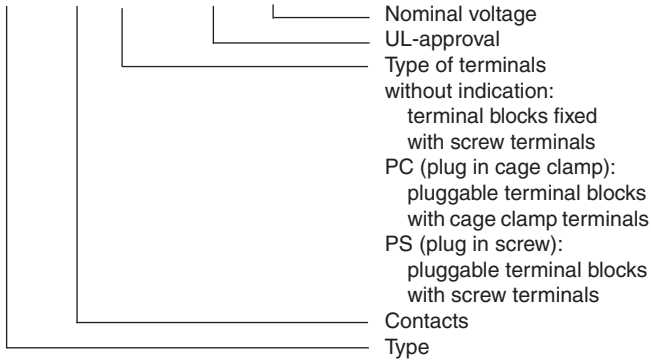 Nominal voltage
UL-approval
Type of terminals
without indication:
terminal blocks fixed
with screw terminals
PC (plug in cage clamp):
pluggable terminal blocks
with cage clamp terminals
PS (plug in screw):
pluggable terminal blocks
with screw terminals
Contacts
Type